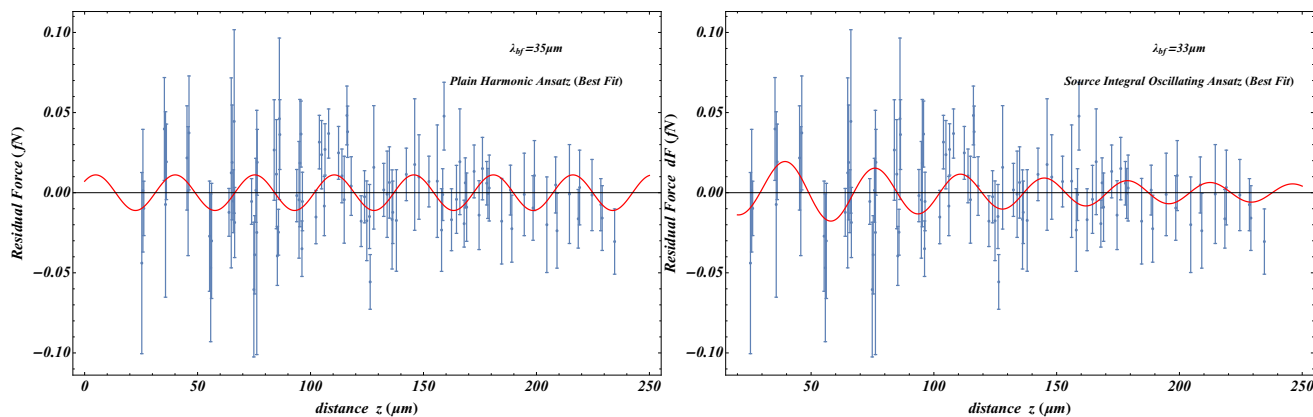 λbf=35μm
Plain Harmonic Ansatz (Best Fit)
Residual Force (fN)
0.10
0.05
0.00
-0.05
-0.10
0
50
100
150
200
250
distance z (μm)
λbf=33μm
Source Integral Oscillating Ansatz (Best Fit)
Residual Force dF (fN)
0.10
0.05
0.00
-0.05
-0.10
50
100
150
200
250
distance z (μm)